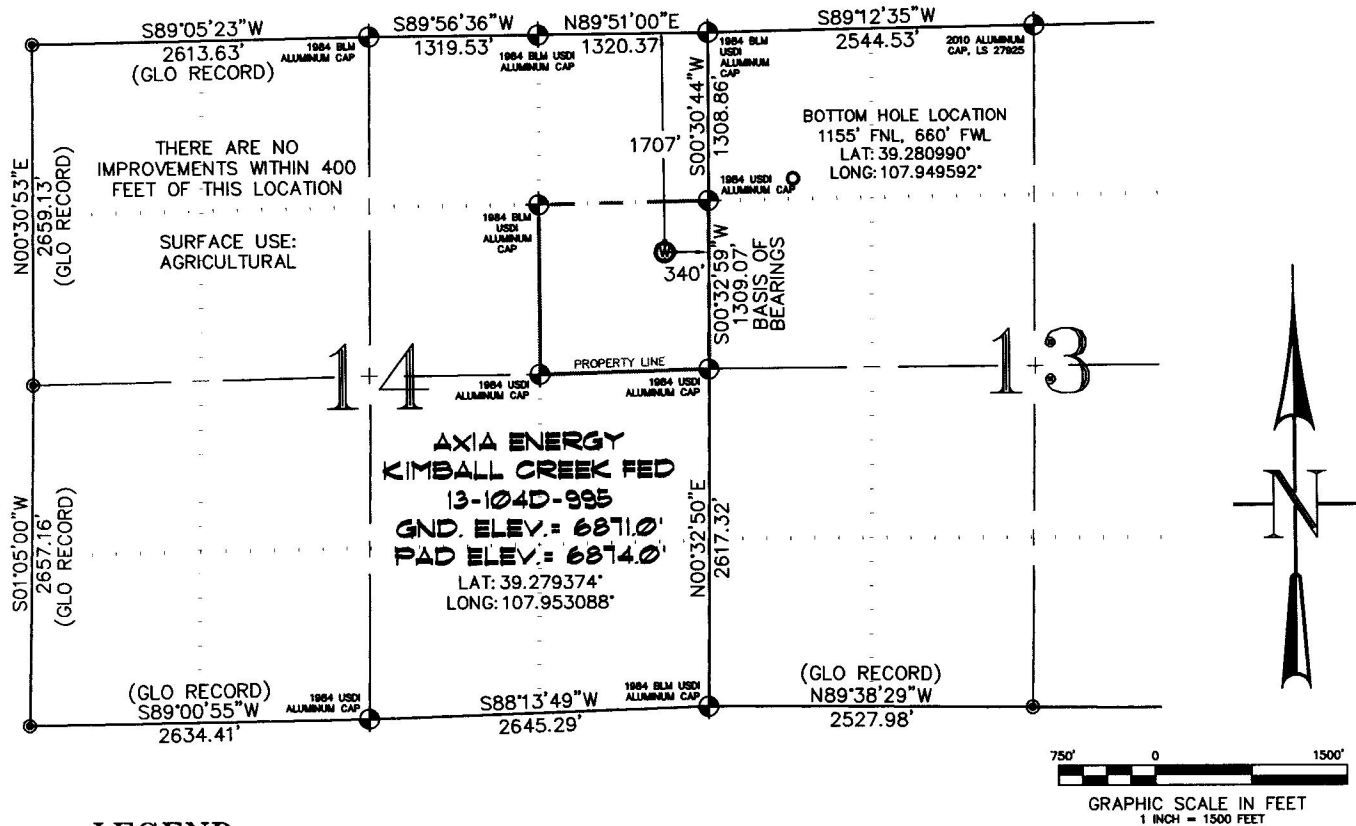 S89°05'23"W
2613.63'
(GLO RECORD)
1984 BLM
ALUMINUM CAP
S89°56'36"W
1319.53'
1984 BLM USDI
ALUMINUM CAP
N89°51'00"E
1320.37'
1984 BLM
USDI
ALUMINUM
CAP
S89°12'35"W
2544.53'
2010 ALUMINUM
CAP, LS 27925
THERE ARE NO
IMPROVEMENTS WITHIN 400
FEET OF THIS LOCATION
SURFACE USE:
AGRICULTURAL
N00°30'53"E
2659.13'
(GLO RECORD)
1707'
S00°30'44"W
1308.86'
BOTTOM HOLE LOCATION
1155' FNL, 660' FWL
LAT: 39.280990°
LONG: 107.949592°
1984 USDI
ALUMINUM CAP
1984 BLM
USDI
ALUMINUM
CAP
W
340'
S00°32'59"W
1309.07'
BASIS OF
BEARINGS
14
PROPERTY LINE
13
1984 USDI
ALUMINUM CAP
1984 USDI
ALUMINUM CAP
AXIA ENERGY
KIMBALL CREEK FED
13-104D-995
GND. ELEV.= 6871.0'
PAD ELEV.= 6874.0'
LAT: 39.279374°
LONG: 107.953088°
S01°05'00"W
2657.16'
(GLO RECORD)
N00°32'50"E
2617.32'
N
(GLO RECORD)
S89°00'55"W
2634.41'
1984 USDI
ALUMINUM CAP
S88°13'49"W
2645.29'
1984 BLM USDI
ALUMINUM CAP
(GLO RECORD)
N89°38'29"W
2527.98'
750' 0 1500'
GRAPHIC SCALE IN FEET
1 INCH = 1500 FEET